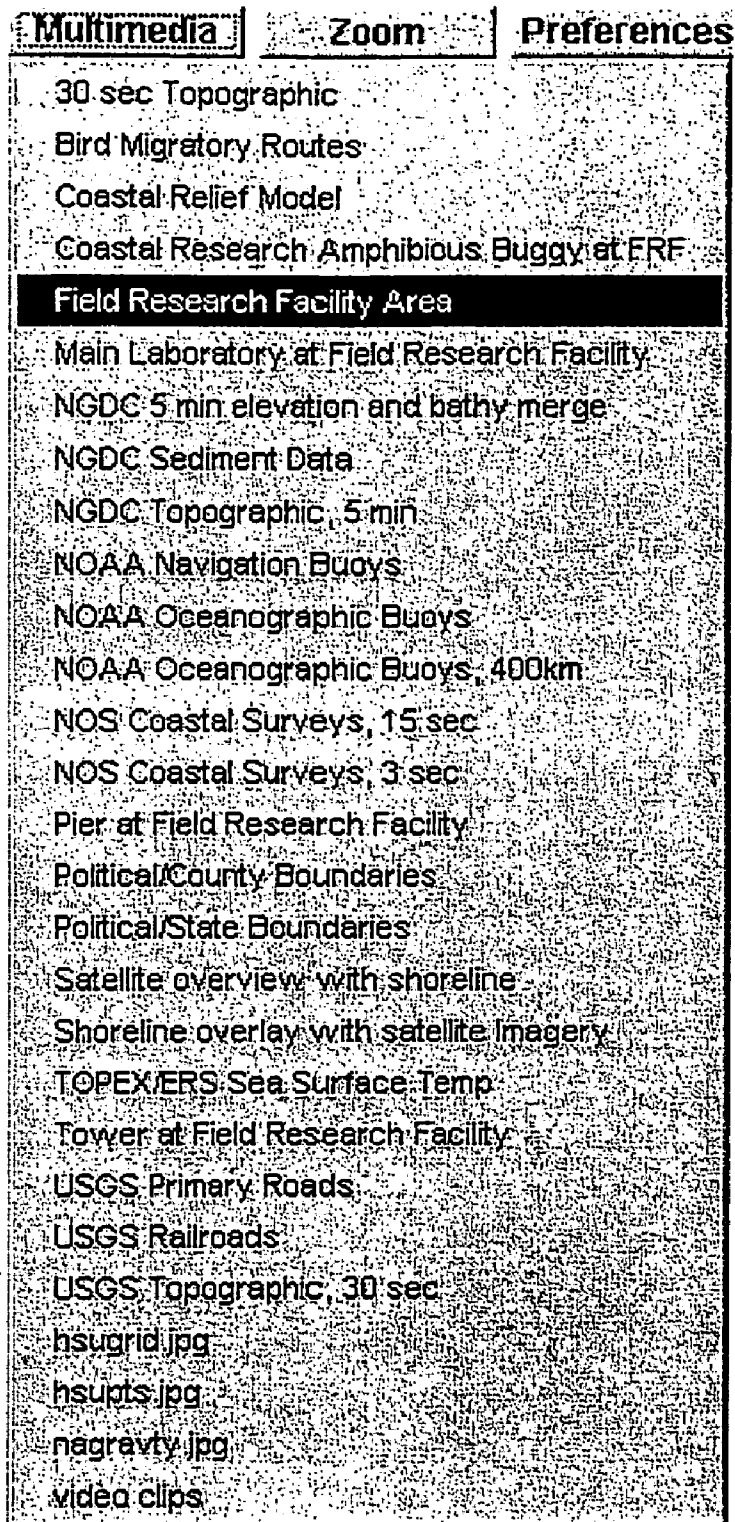 Multimedia Zoom Preferences
30 sec Topographic
Bird Migratory Routes
Coastal Relief Model
Coastal Research Amphibious Buggy at FRF
Field Research Facility Area
Main Laboratory at Field Research Facility
NGDC 5 min elevation and bathy merge
NGDC Sediment Data
NGDC Topographic, 5 min
NOAA Navigation Buoys
NOAA Oceanographic Buoys
NOAA Oceanographic Buoys, 400km
NOS Coastal Surveys, 15 sec
NOS Coastal Surveys, 3 sec
Pier at Field Research Facility
Political/County Boundaries
Political/State Boundaries
Satellite overview with shoreline
Shoreline overlay with satellite imagery
TOPEX/ERS Sea Surface Temp
Tower at Field Research Facility
USGS Primary Roads
USGS Railroads
USGS Topographic, 30 sec
hsugrid.jpg
hsupts.jpg
nagravty.jpg
video clips